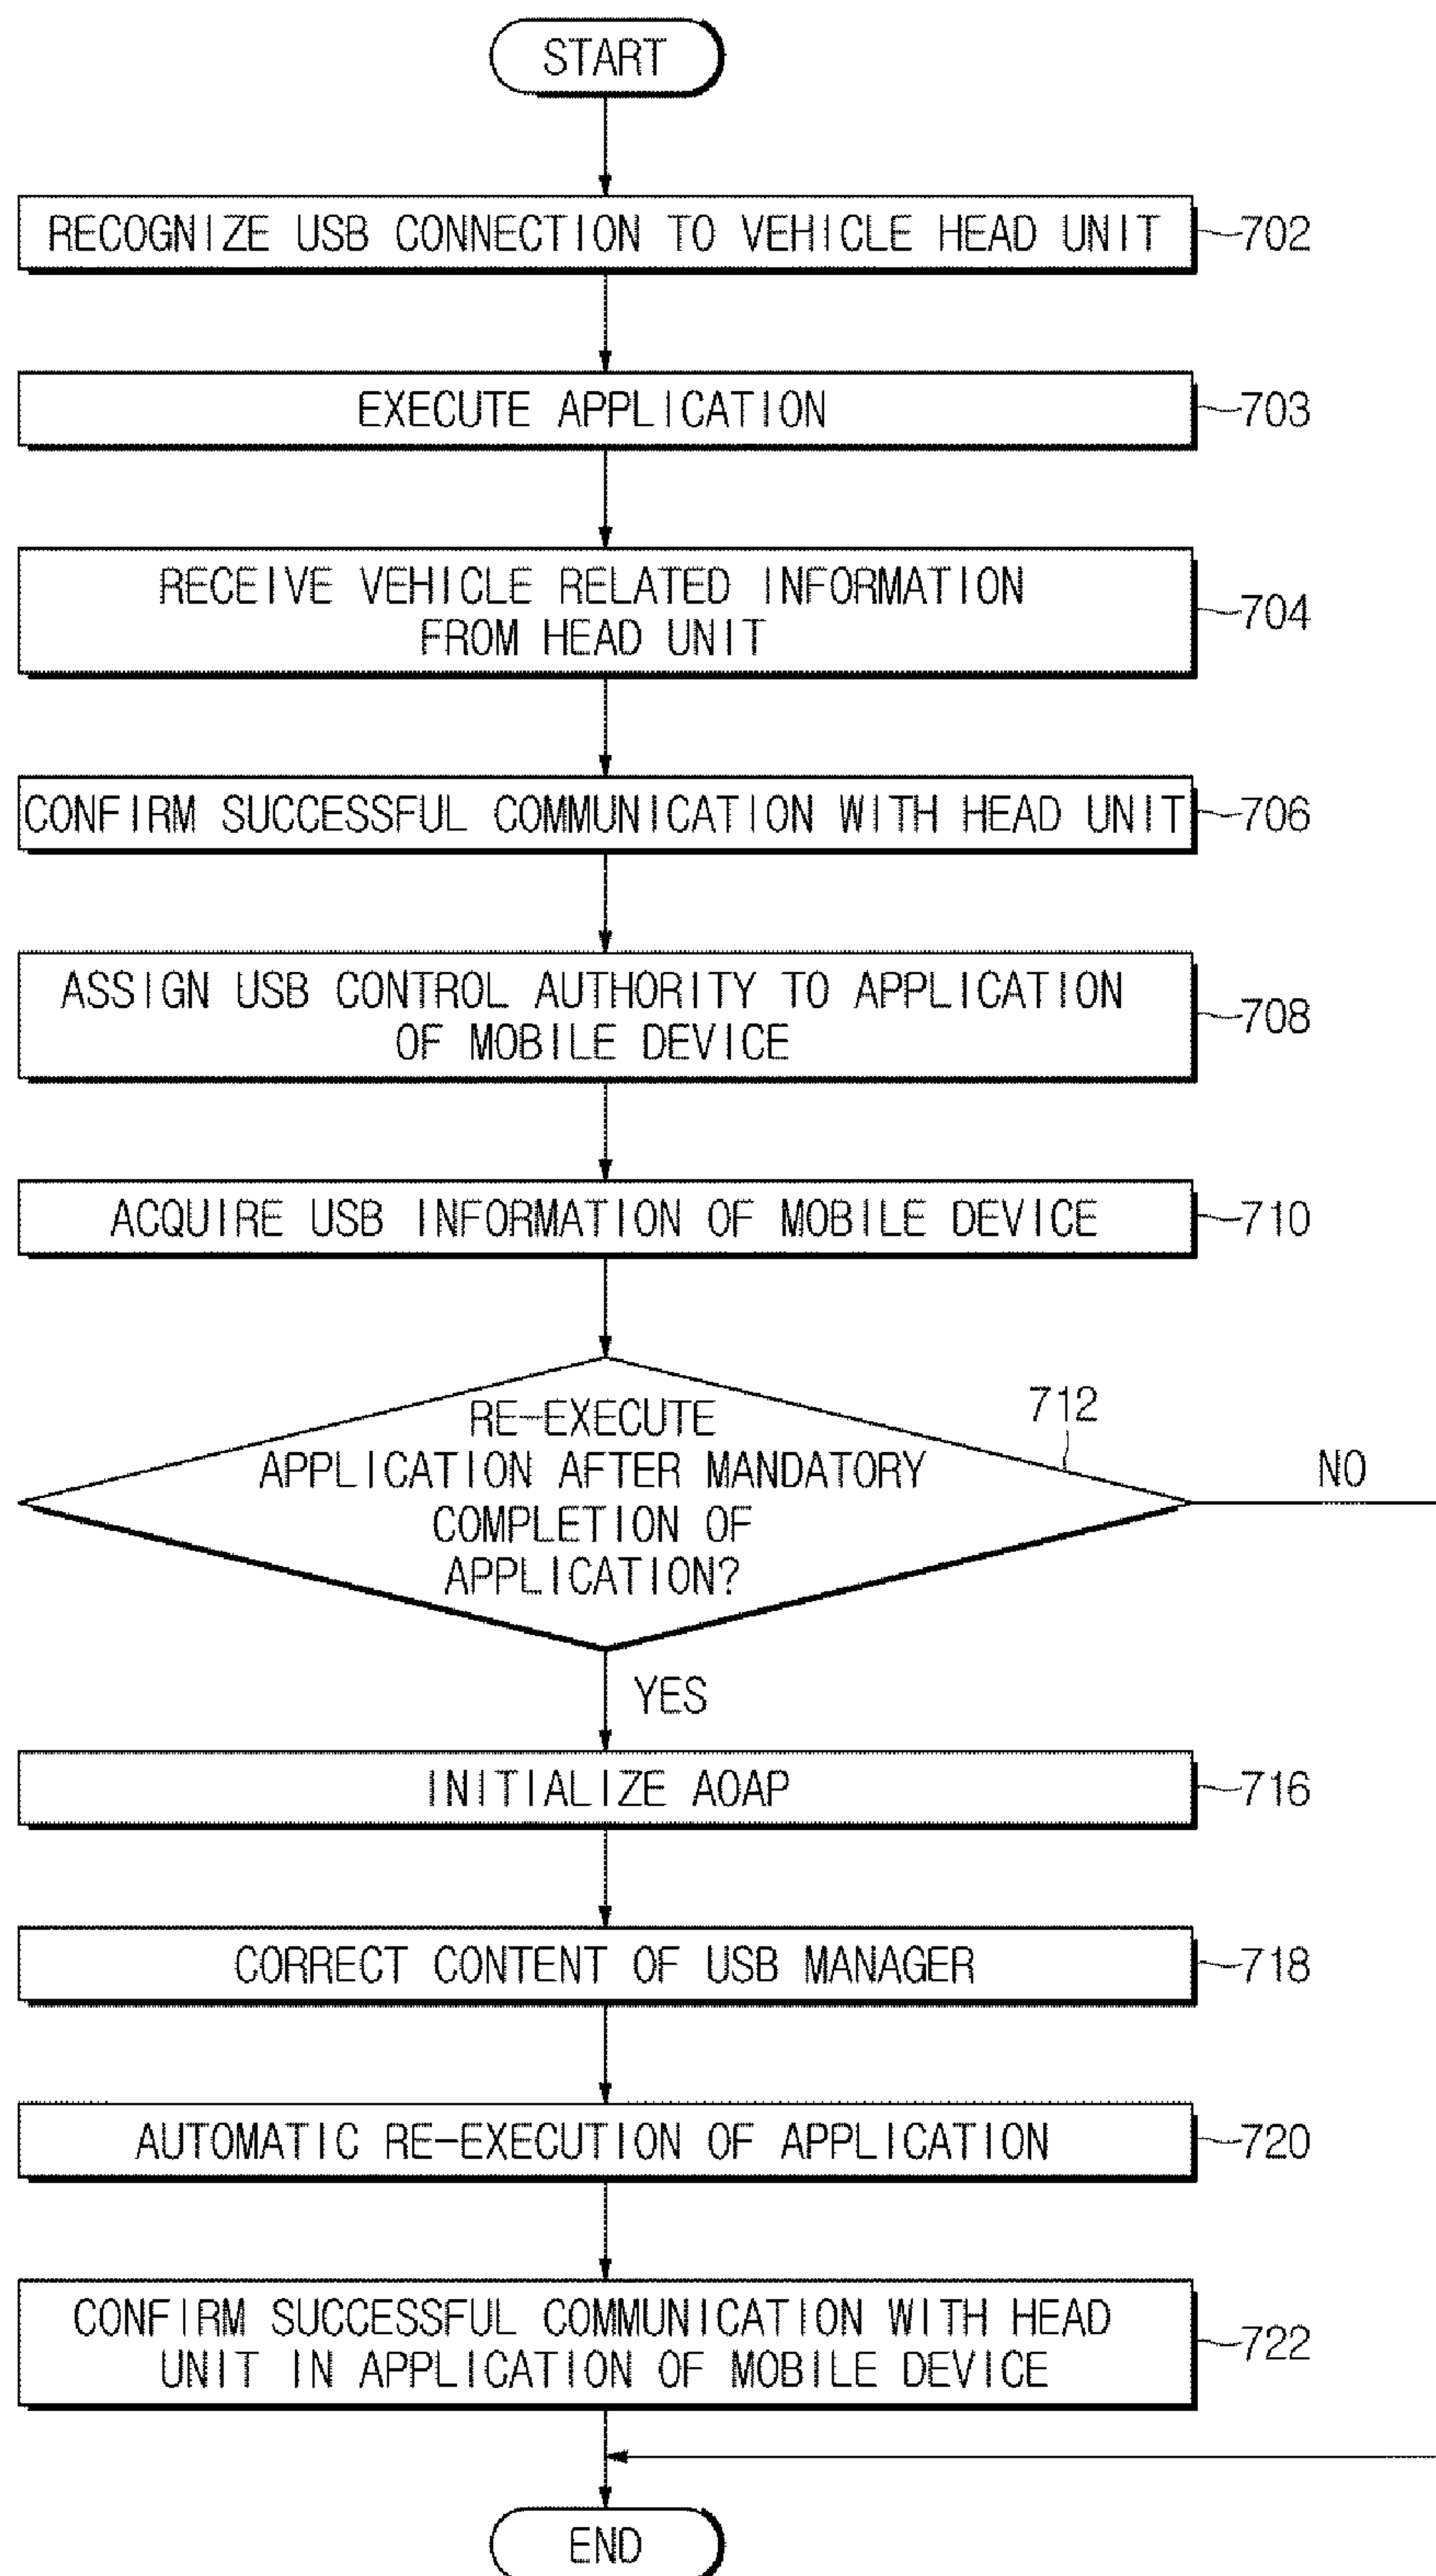 START
RECOGNIZE USB CONNECTION TO VEHICLE HEAD UNIT
702
EXECUTE APPLICATION
703
RECEIVE VEHICLE RELATED INFORMATION
FROM HEAD UNIT
704
CONFIRM SUCCESSFUL COMMUNICATION WITH HEAD UNIT
706
ASSIGN USB CONTROL AUTHORITY TO APPLICATION
OF MOBILE DEVICE
708
ACQUIRE USB INFORMATION OF MOBILE DEVICE
710
RE-EXECUTE
APPLICATION AFTER MANDATORY
COMPLETION OF
APPLICATION?
712
NO
YES
INITIALIZE AOAP
716
CORRECT CONTENT OF USB MANAGER
718
AUTOMATIC RE-EXECUTION OF APPLICATION
720
CONFIRM SUCCESSFUL COMMUNICATION WITH HEAD
UNIT IN APPLICATION OF MOBILE DEVICE
722
END